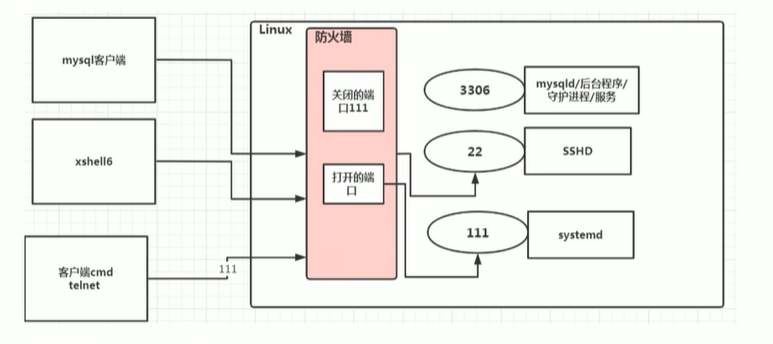 Linux
防火墙
mysql客户端
关闭的端
口111
3306
mysqld/后台程序/
守护进程/服务
xshell6
打开的端
口
22
SSHD
111
systemd
客户端cmd
telnet
111